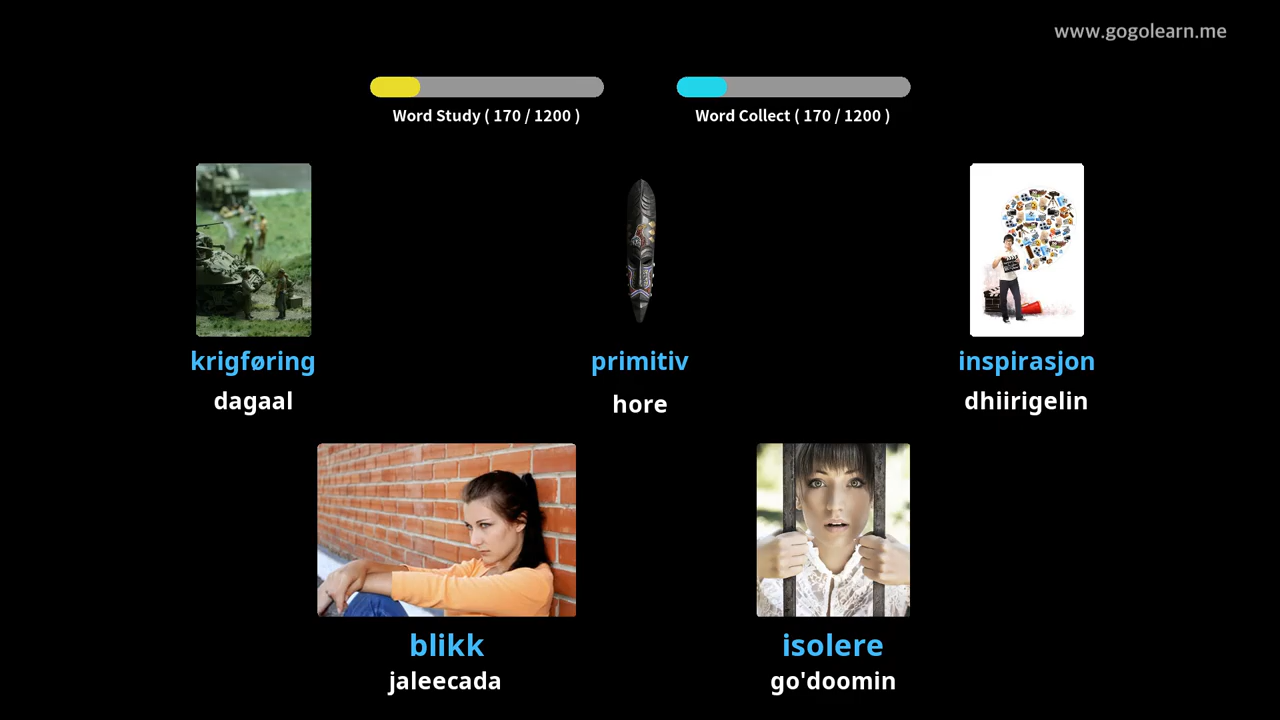 www.gogolearn.me
Word Study ( 170 / 1200 )
Word Collect ( 170 / 1200 )
krigføring
dagaal
primitiv
hore
inspirasjon
dhiirigelin
blikk
jaleecada
isolere
go'doomin